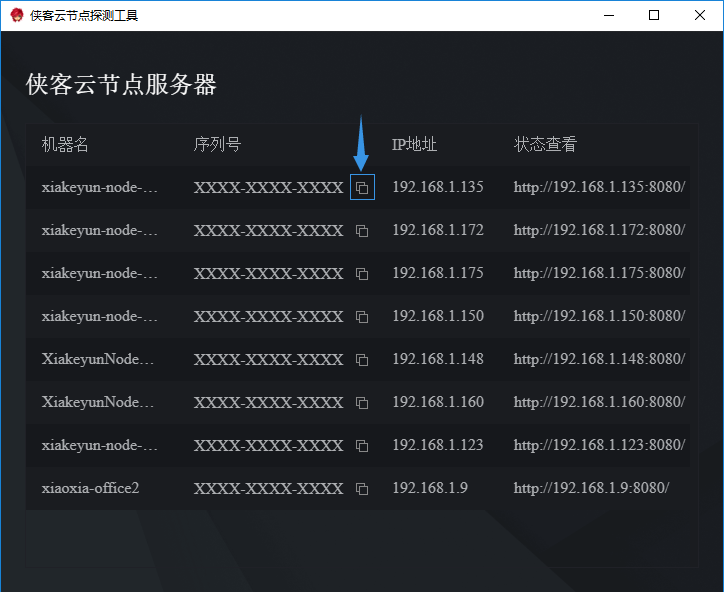 侠客云节点探测工具
侠客云节点服务器
机器名 序列号 IP地址 状态查看
xiakeyun-node-... XXXX-XXXX-XXXX 192.168.1.135 http://192.168.1.135:8080/
xiakeyun-node-... XXXX-XXXX-XXXX 192.168.1.172 http://192.168.1.172:8080/
xiakeyun-node-... XXXX-XXXX-XXXX 192.168.1.175 http://192.168.1.175:8080/
xiakeyun-node-... XXXX-XXXX-XXXX 192.168.1.150 http://192.168.1.150:8080/
XiakeyunNode... XXXX-XXXX-XXXX 192.168.1.148 http://192.168.1.148:8080/
XiakeyunNode... XXXX-XXXX-XXXX 192.168.1.160 http://192.168.1.160:8080/
xiakeyun-node-... XXXX-XXXX-XXXX 192.168.1.123 http://192.168.1.123:8080/
xiaoxia-office2 XXXX-XXXX-XXXX 192.168.1.9 http://192.168.1.9:8080/